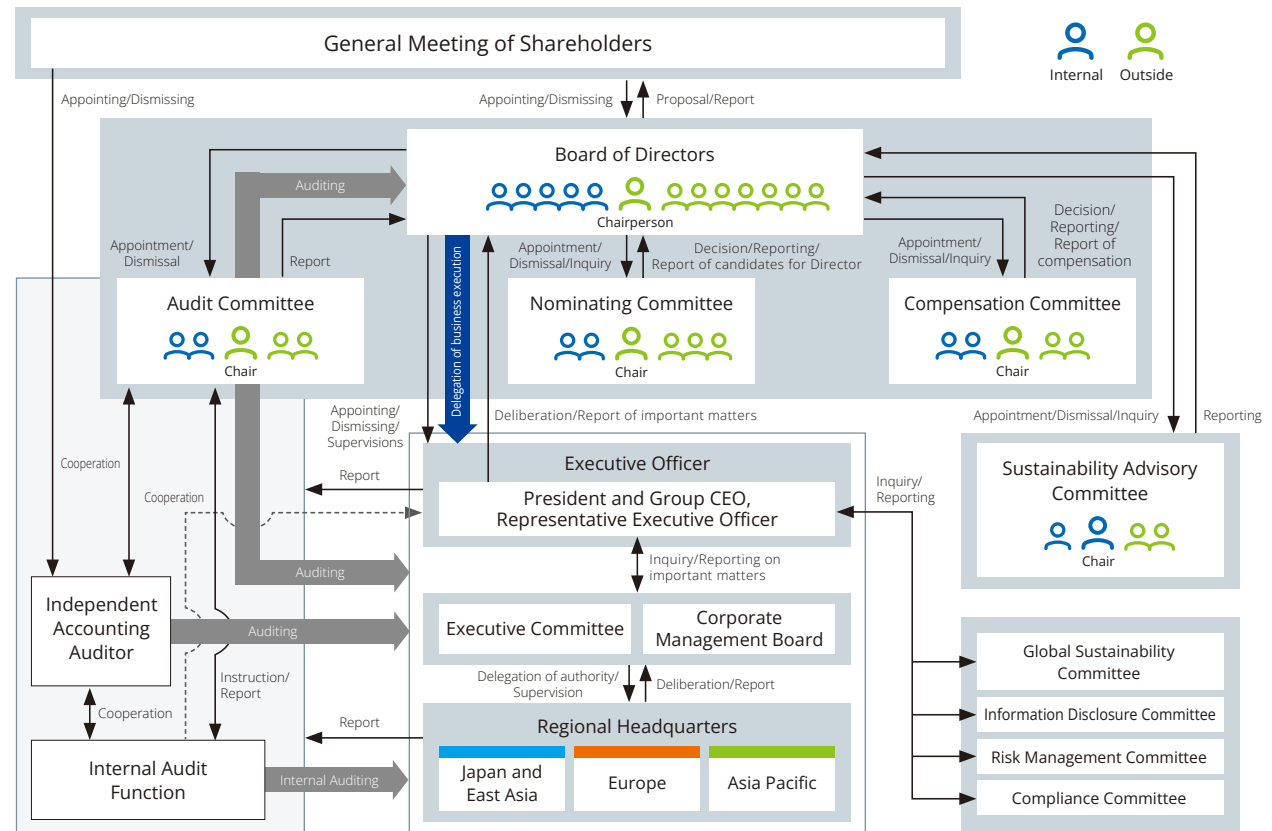 General Meeting of Shareholders
Internal
Outside
Appointing/Dismissing
Appointing/Dismissing
Proposal/Report
Board of Directors
Chairperson
Auditing
Appointment/
Dismissal
Report
Delegation of business execution
Appointment/
Dismissal/Inquiry
Decision/Reporting/
Report of candidates for Director
Appointment/
Dismissal/Inquiry
Decision/
Reporting/
Report of
compensation
Audit Committee
Chair
Nominating Committee
Chair
Compensation Committee
Chair
Appointing/
Dismissing/
Supervisions
Deliberation/Report of important matters
Appointment/Dismissal/Inquiry
Reporting
Cooperation
Cooperation
Report
Executive Officer
President and Group CEO,
Representative Executive Officer
Inquiry/
Reporting
Sustainability Advisory
Committee
Chair
Auditing
Inquiry/Reporting on
important matters
Independent
Accounting
Auditor
Auditing
Executive Committee
Corporate
Management Board
Global Sustainability
Committee
Instruction/
Report
Delegation of authority/
Supervision
Deliberation/Report
Cooperation
Report
Regional Headquarters
Information Disclosure Committee
Risk Management Committee
Compliance Committee
Internal Audit
Function
Internal Auditing
Japan and
East Asia
Europe
Asia Pacific